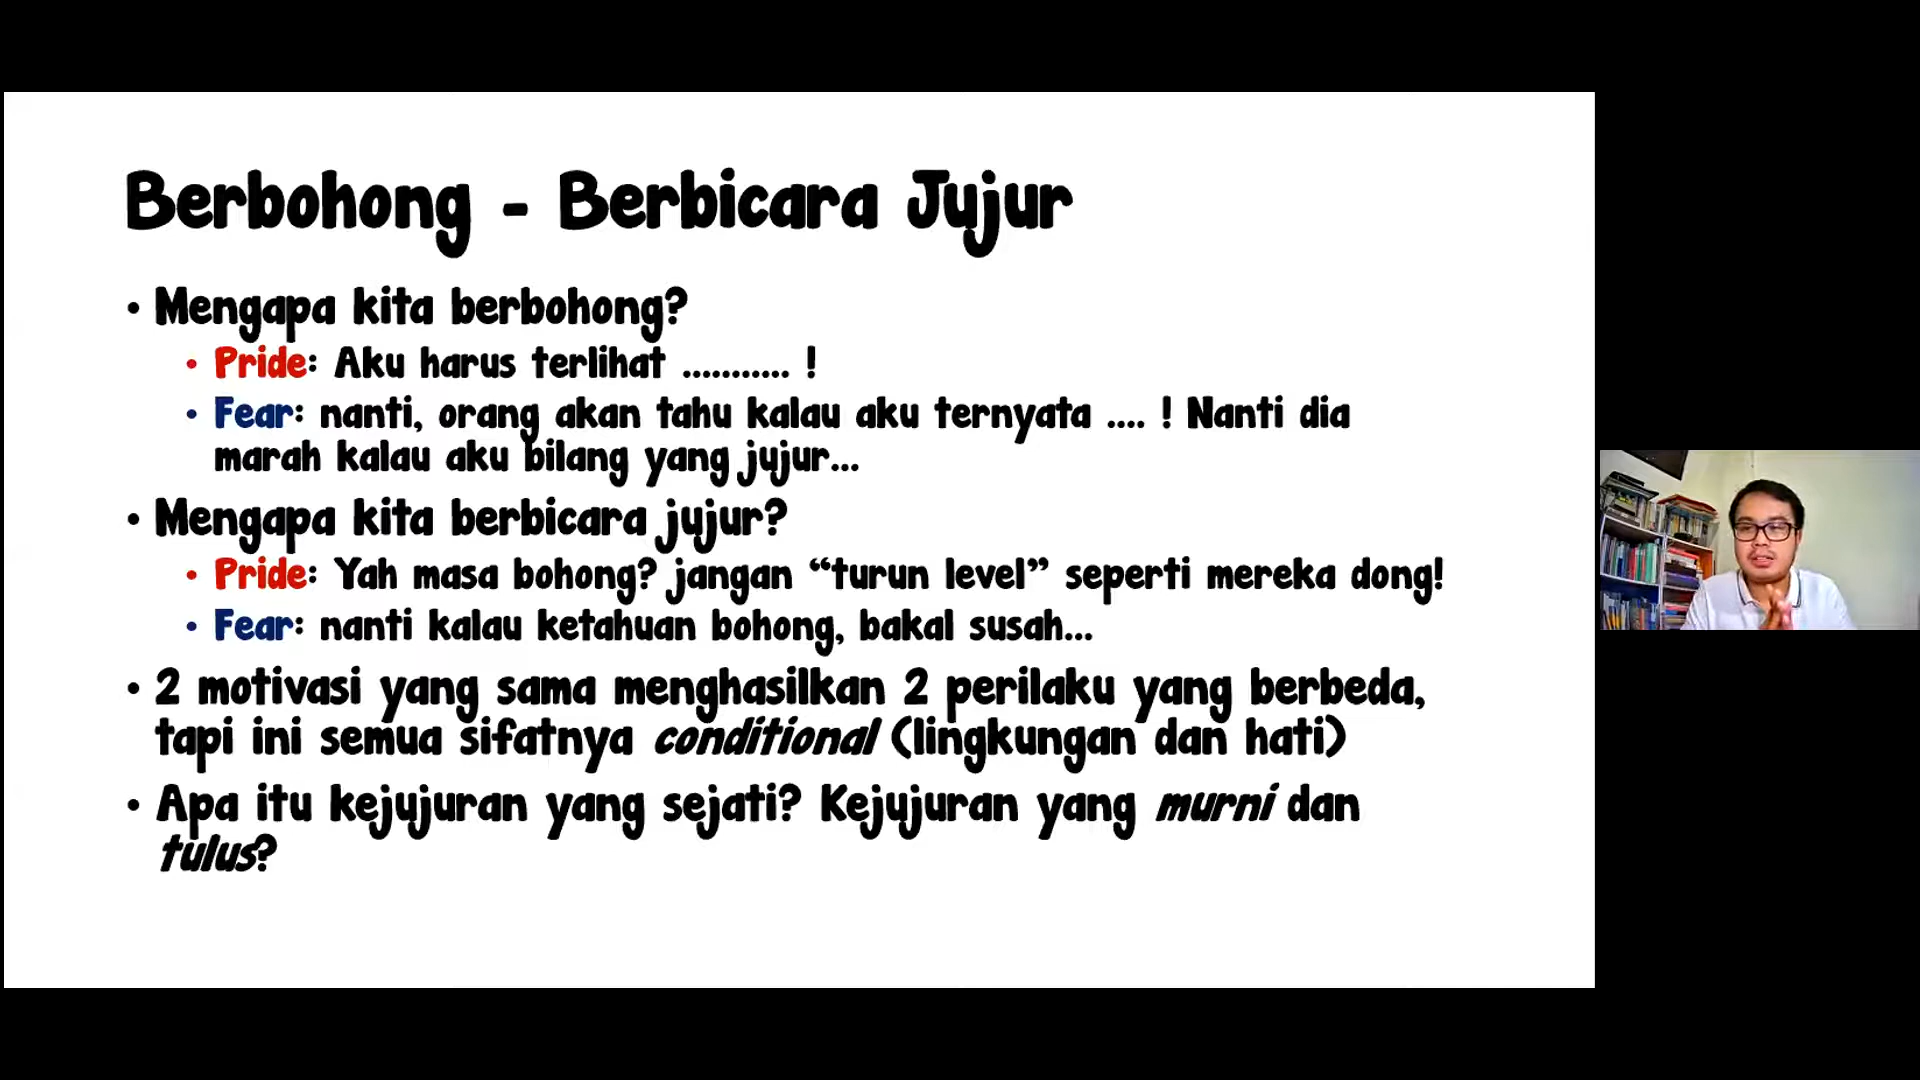 Berbohong - Berbicara Jujur
• Mengapa kita berbohong?
• Pride: Aku harus terlihat ........... !
• Fear: nanti, orang akan tahu kalau aku ternyata .... ! Nanti dia
marah kalau aku bilang yang jujur...
• Mengapa kita berbicara jujur?
• Pride: Yah masa bohong? jangan “turun level” seperti mereka dong!
• Fear: nanti kalau ketahuan bohong, bakal susah...
• 2 motivasi yang sama menghasilkan 2 perilaku yang berbeda,
tapi ini semua sifatnya conditional (lingkungan dan hati)
• Apa itu kejujuran yang sejati? Kejujuran yang murni dan
tulus?